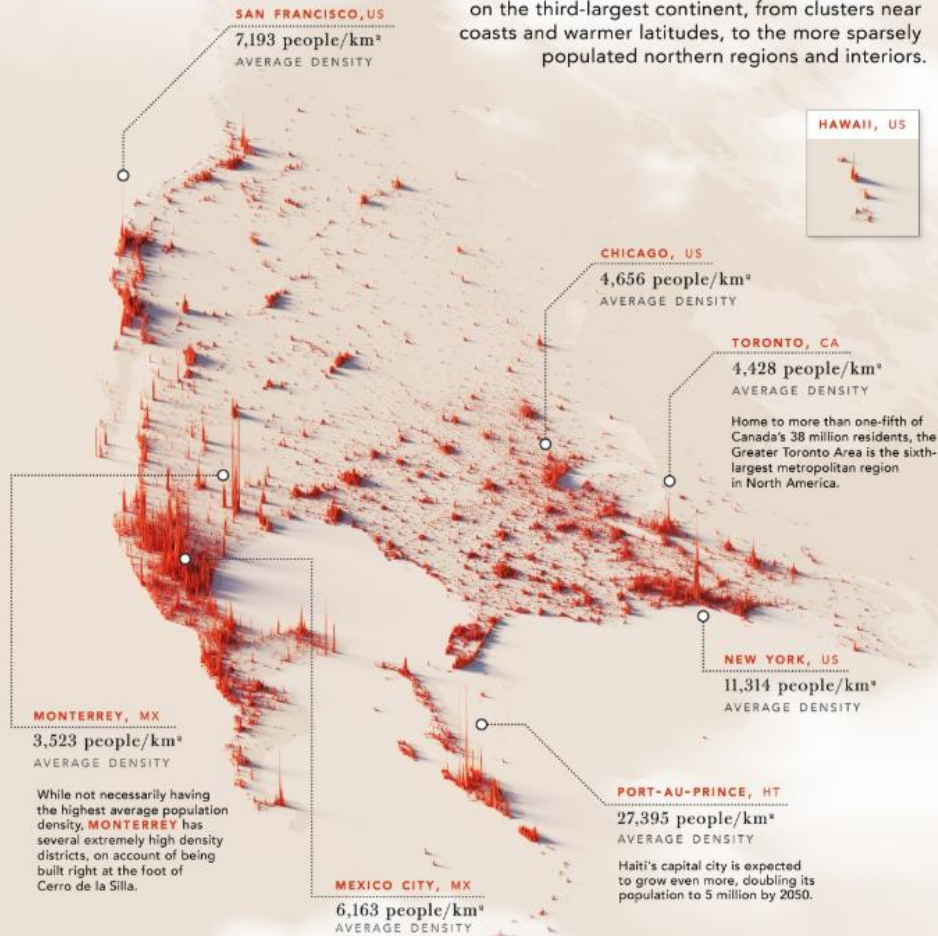 SAN FRANCISCO, US
7,193 people/km²
AVERAGE DENSITY
on the third-largest continent, from clusters near
coasts and warmer latitudes, to the more sparsely
populated northern regions and interiors.
HAWAII, US
CHICAGO, US
4,656 people/km²
AVERAGE DENSITY
TORONTO, CA
4,428 people/km²
AVERAGE DENSITY
Home to more than one-fifth of
Canada's 38 million residents, the
Greater Toronto Area is the sixth-
largest metropolitan region
in North America.
NEW YORK, US
11,314 people/km²
AVERAGE DENSITY
MONTERREY, MX
3,523 people/km²
AVERAGE DENSITY
While not necessarily having
the highest average population
density, MONTERREY has
several extremely high density
districts, on account of being
built right at the foot of
Cerro de la Silla.
PORT-AU-PRINCE, HT
27,395 people/km²
AVERAGE DENSITY
Haiti's capital city is expected
to grow even more, doubling its
population to 5 million by 2050.
MEXICO CITY, MX
6,163 people/km²
AVERAGE DENSITY